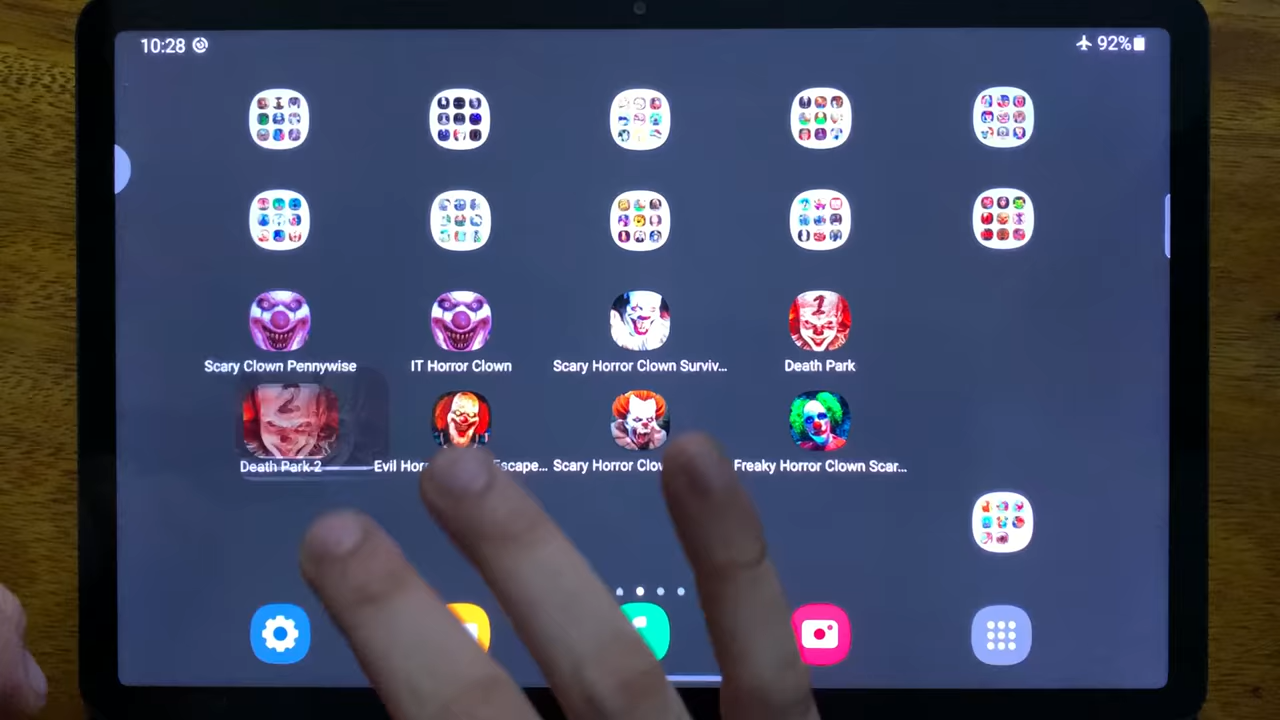 10:28
92%
Scary Clown Pennywise
IT Horror Clown
Scary Horror Clown Surviv...
Death Park
2
Death Park 2
Evil Hor Escape...
Scary Horror Clow
Freaky Horror Clown Scar...